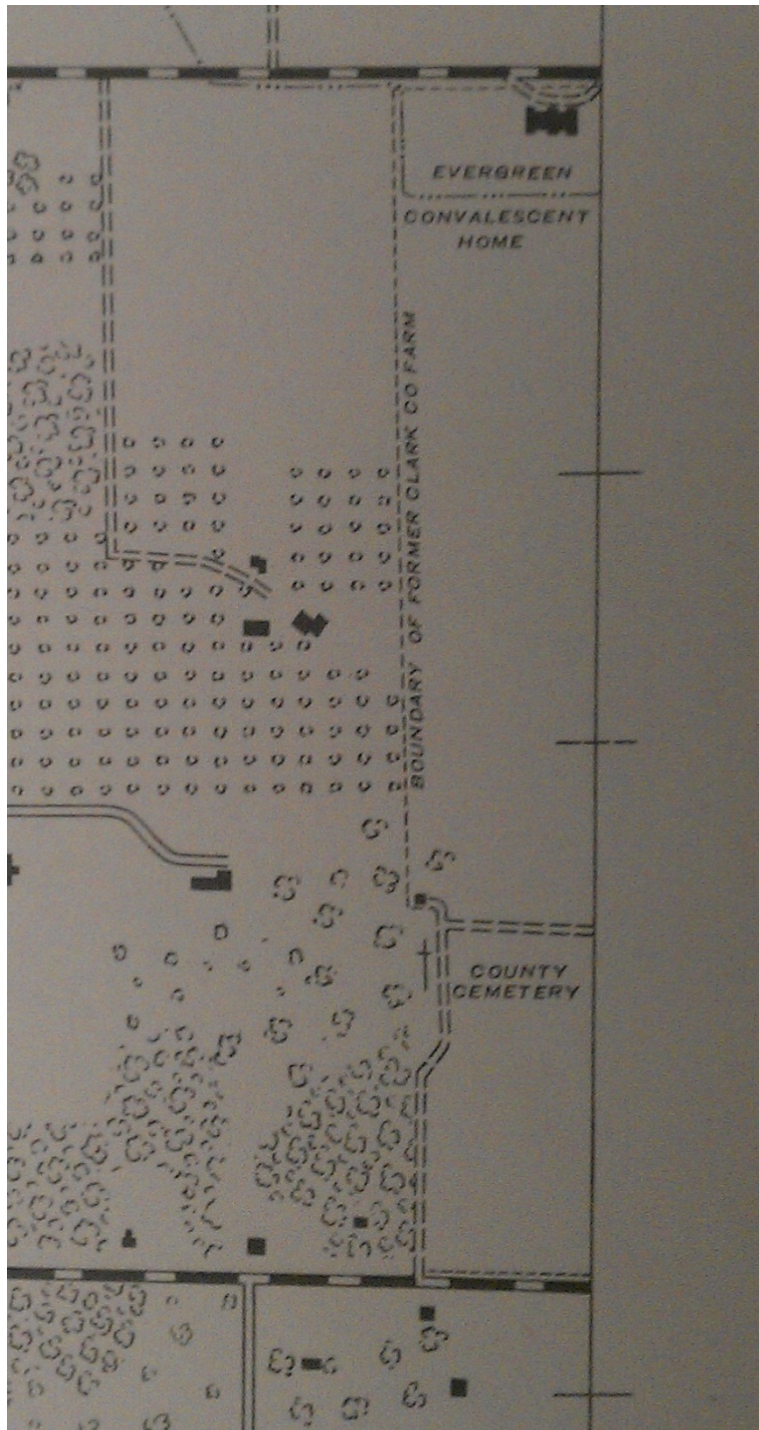 EVERGREEN
CONVALESCENT
HOME
BOUNDARY OF FORMER CLARK CO FARM
COUNTY
CEMETERY